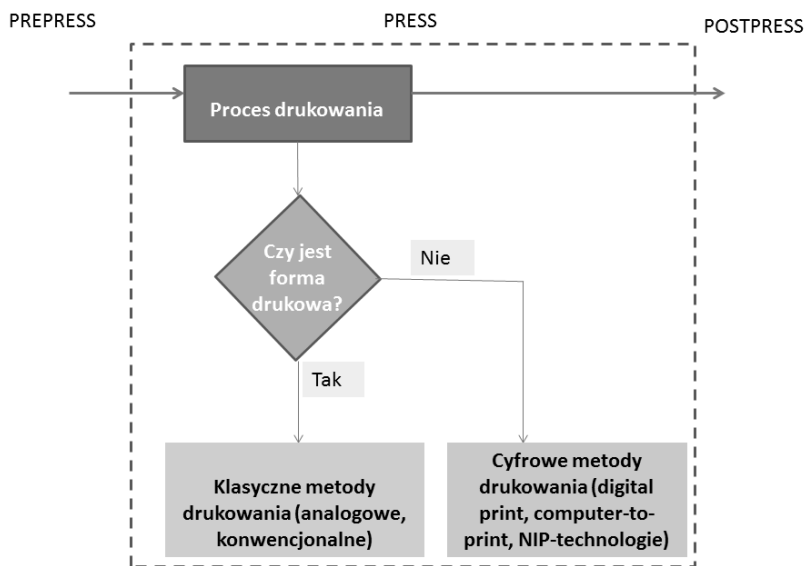 PREPRESS
PRESS
POSTPRESS
Proces drukowania
Czy jest
forma
drukowa?
Nie
Tak
Klasyczne metody
drukowania (analogowe,
konwencjonalne)
Cyfrowe metody
drukowania (digital
print, computer-to-
print, NIP-technologie)